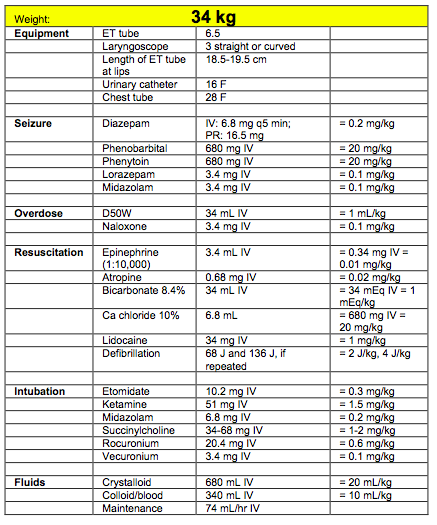 Weight: 34 kg
Equipment ET tube 6.5
Laryngoscope 3 straight or curved
Length of ET tube 18.5-19.5 cm
at lips
Urinary catheter 16 F
Chest tube 28 F
Seizure Diazepam IV: 6.8 mg q5 min; = 0.2 mg/kg
PR: 16.5 mg
Phenobarbital 680 mg IV = 20 mg/kg
Phenytoin 680 mg IV = 20 mg/kg
Lorazepam 3.4 mg IV = 0.1 mg/kg
Midazolam 3.4 mg IV = 0.1 mg/kg
Overdose D50W 34 mL IV = 1 mL/kg
Naloxone 3.4 mg IV = 0.1 mg/kg
Resuscitation Epinephrine 3.4 mL IV = 0.34 mg IV =
(1:10,000) 0.01 mg/kg
Atropine 0.68 mg IV = 0.02 mg/kg
Bicarbonate 8.4% 34 mL IV = 34 mEq IV = 1
mEq/kg
Ca chloride 10% 6.8 mL = 680 mg IV =
20 mg/kg
Lidocaine 34 mg IV = 1 mg/kg
Defibrillation 68 J and 136 J, if = 2 J/kg, 4 J/kg
repeated
Intubation Etomidate 10.2 mg IV = 0.3 mg/kg
Ketamine 51 mg IV = 1.5 mg/kg
Midazolam 6.8 mg IV = 0.2 mg/kg
Succinylcholine 34-68 mg IV = 1-2 mg/kg
Rocuronium 20.4 mg IV = 0.6 mg/kg
Vecuronium 3.4 mg IV = 0.1 mg/kg
Fluids Crystalloid 680 mL IV = 20 mL/kg
Colloid/blood 340 mL IV = 10 mL/kg
Maintenance 74 mL/hr IV